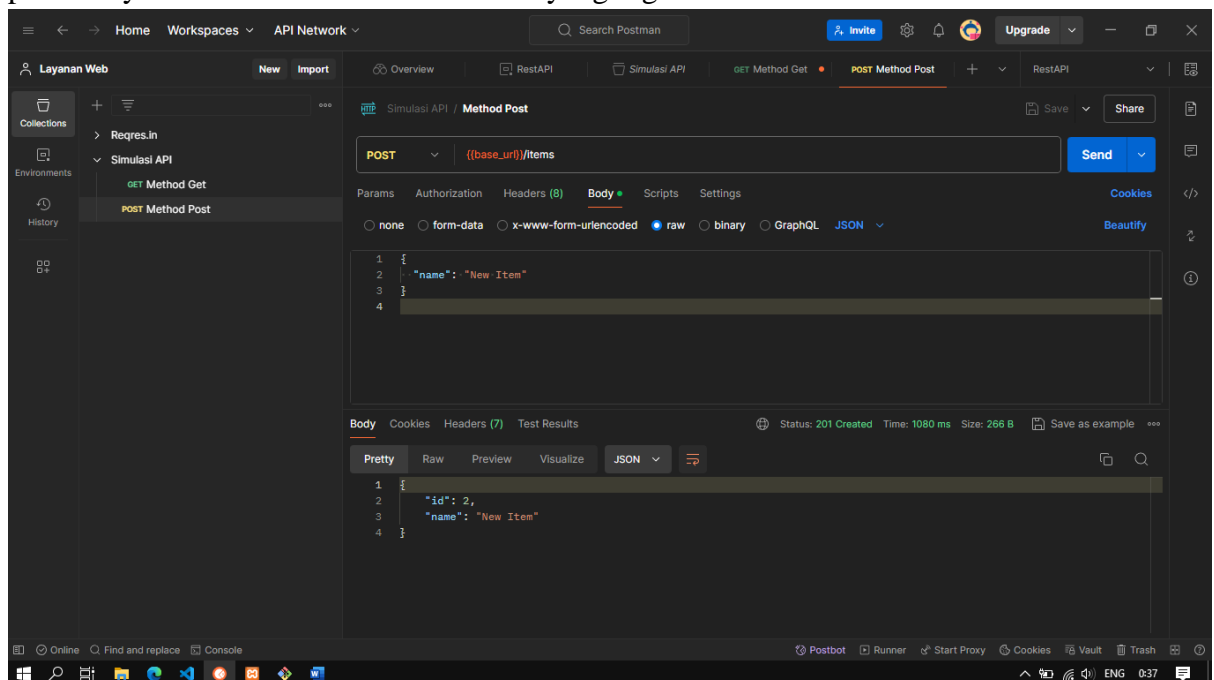 Home Workspaces API Network Search Postman Invite Upgrade
Layanan Web New Import Overview RestAPI Simulasi API GET Method Get POST Method Post RestAPI
Collections
Environments
History
Reqres.in
Simulasi API
GET Method Get
POST Method Post
HTTP Simulasi API / Method Post Save Share
POST {{base_url}}/items Send
Params Authorization Headers (8) Body Scripts Settings Cookies
none form-data x-www-form-urlencoded raw binary GraphQL JSON Beautify
1 {
2 "name": "New Item"
3 }
4
Body Cookies Headers (7) Test Results Status: 201 Created Time: 1080 ms Size: 266 B Save as example
Pretty Raw Preview Visualize JSON
1 {
2 "id": 2,
3 "name": "New Item"
4 }
Online Find and replace Console Postbot Runner Start Proxy Cookies Vault Trash
ENG 0:37